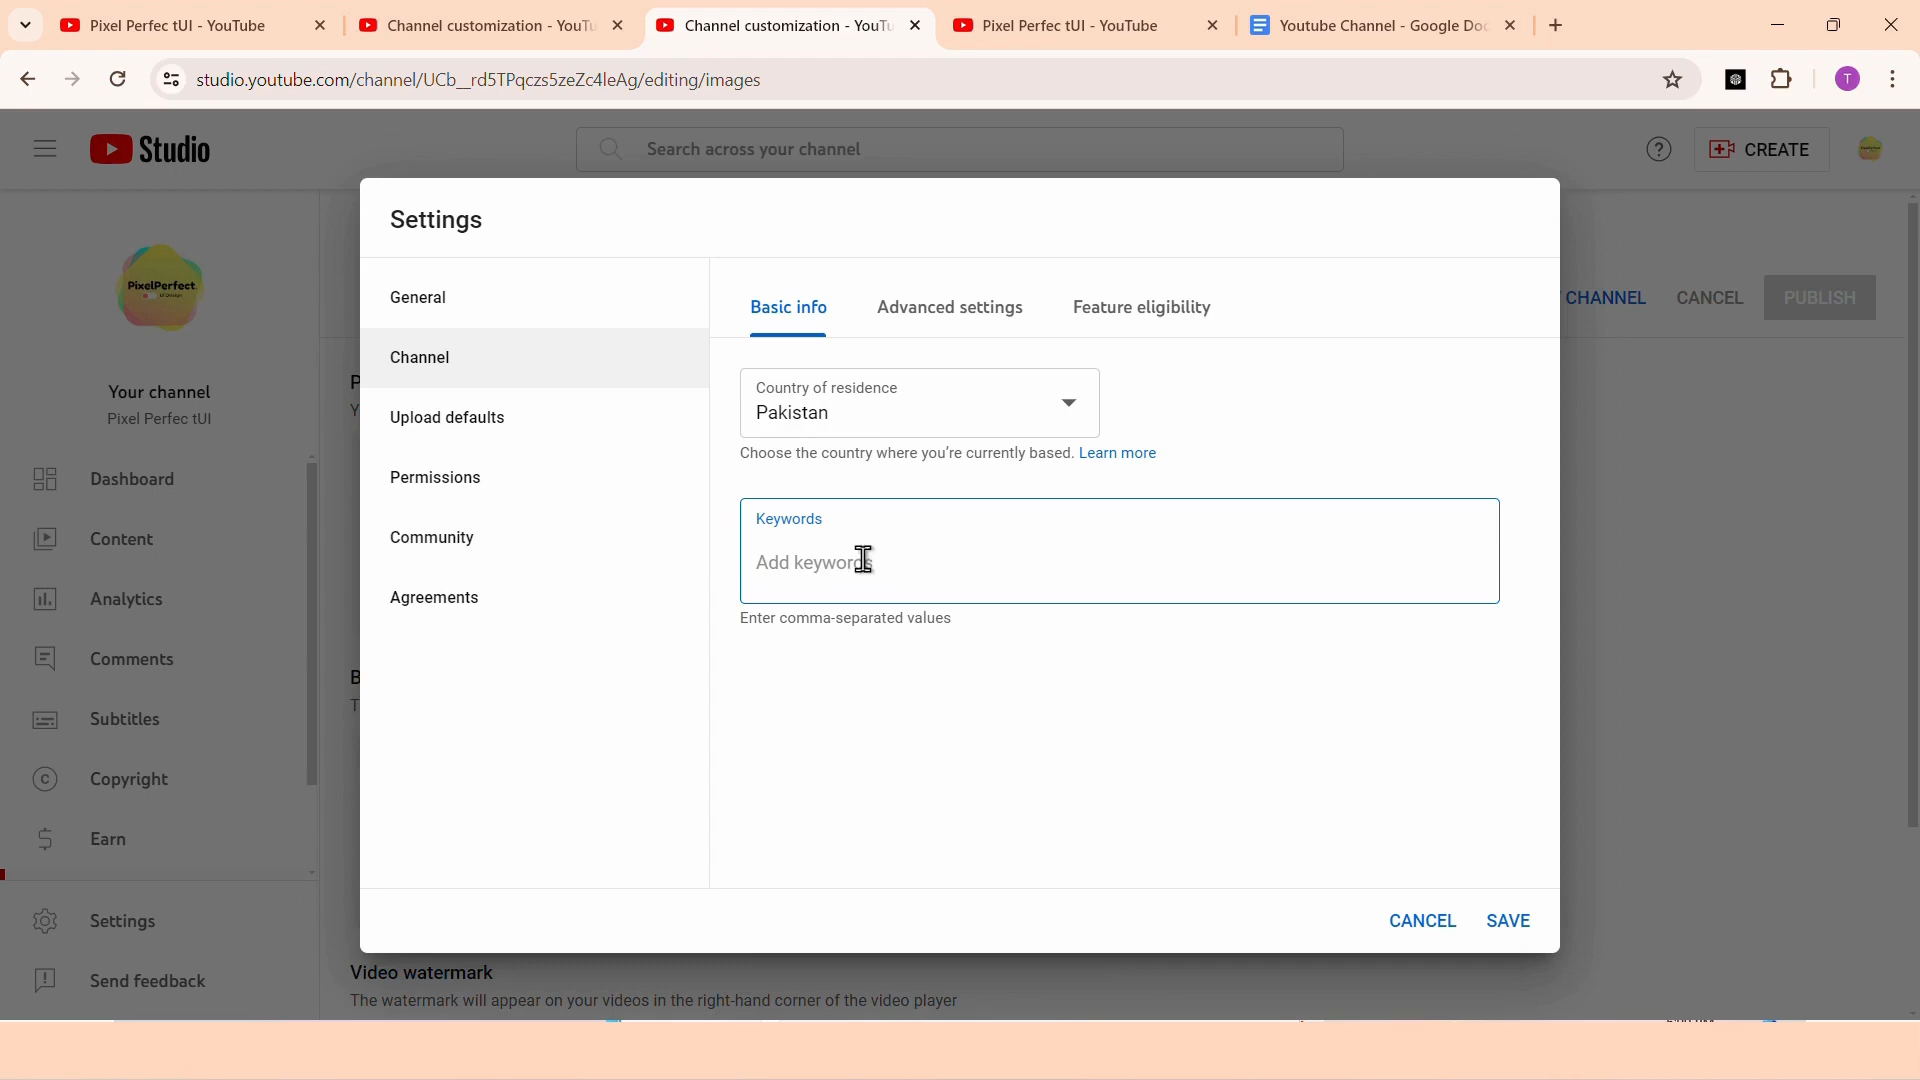 Pixel Perfec tUI - YouTube
Channel customization - YouTu
Channel customization - YouTu
Pixel Perfec tUI - YouTube
Youtube Channel - Google Doc
studio.youtube.com/channel/UCb__rd5TPqczs5zeZc4leAg/editing/images
T
Studio
Search across your channel
CREATE
Settings
PixelPerfect
UI Design
Your channel
Pixel Perfec tUI
Dashboard
Content
Analytics
Comments
Subtitles
Copyright
Earn
Settings
Send feedback
General
Channel
Upload defaults
Permissions
Community
Agreements
Basic info
Advanced settings
Feature eligibility
Country of residence
Pakistan
Choose the country where you're currently based. Learn more
Keywords
Add keywords
Enter comma-separated values
CANCEL
SAVE
CHANNEL
CANCEL
PUBLISH
Video watermark
The watermark will appear on your videos in the right-hand corner of the video player